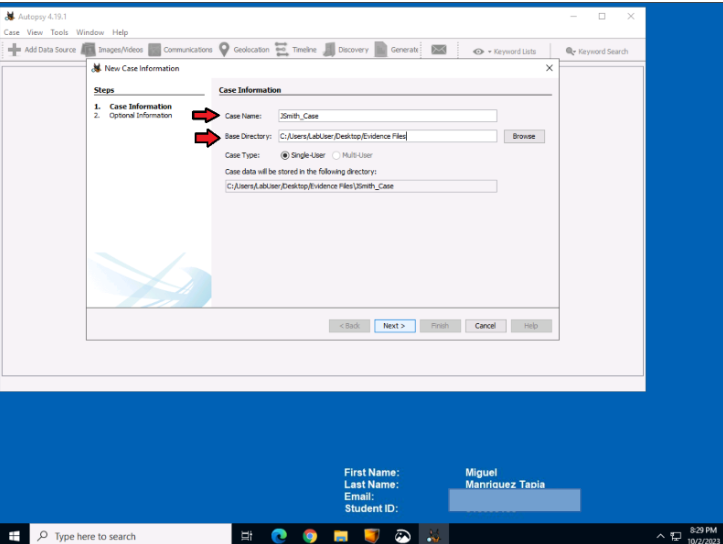 Autopsy 4.19.1
Case View Tools Window Help
Add Data Source Images/Videos Communications Geolocation Timeline Discovery Generate Keyword Lists Keyword Search
New Case Information
Steps
1. Case Information
2. Optional Information
Case Information
Case Name: JSmith_Case
Base Directory: C:/Users/LabUser/Desktop/Evidence Files Browse
Case Type: Single-User Multi-User
Case data will be stored in the following directory:
C:/Users/LabUser/Desktop/Evidence Files\JSmith_Case
< Back Next > Finish Cancel Help
First Name: Miguel
Last Name: Manriquez Tapia
Email:
Student ID:
Type here to search
8:29 PM
10/2/2023